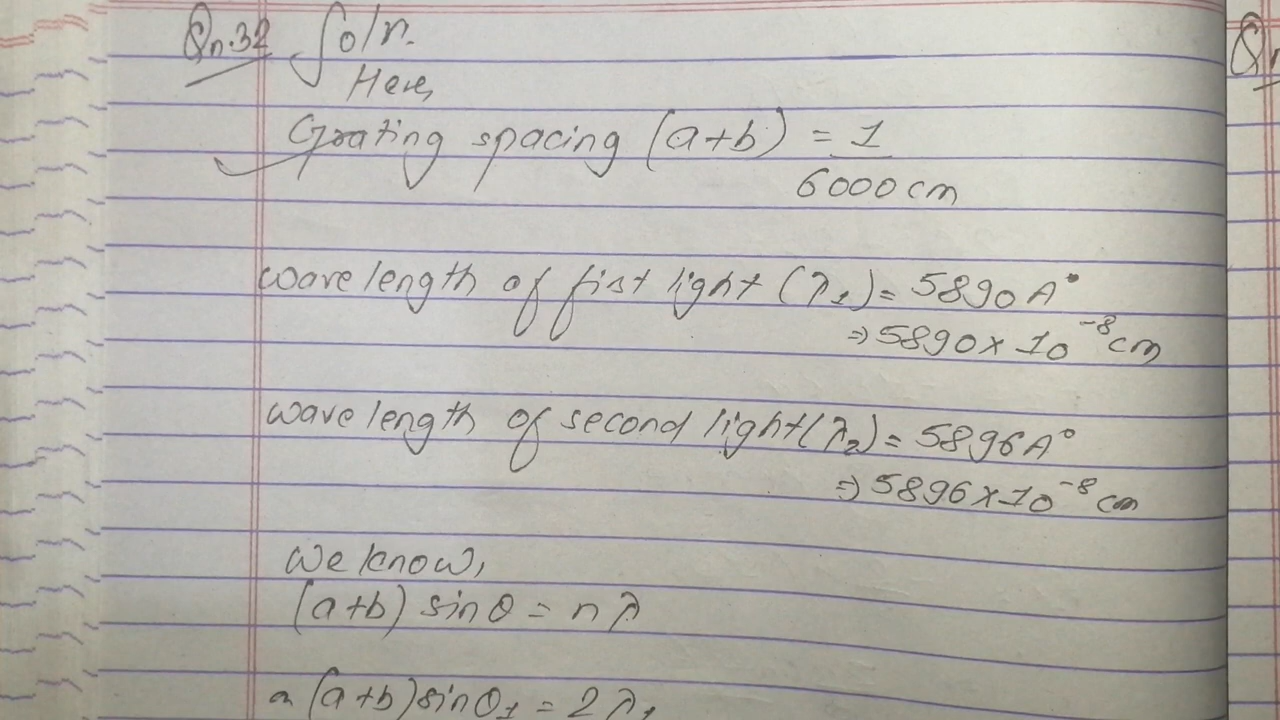 Qn.32 Soln.
Here,
Grating spacing (a+b) = 1
6000 cm
wave length of first light (λ1) = 5890 A°
⇒ 5890 × 10^-8 cm
wave length of second light (λ2) = 5896 A°
⇒ 5896 × 10^-8 cm
We know,
(a+b) sin θ = n λ
(a+b) sin θ1 = 2 λ1
Q